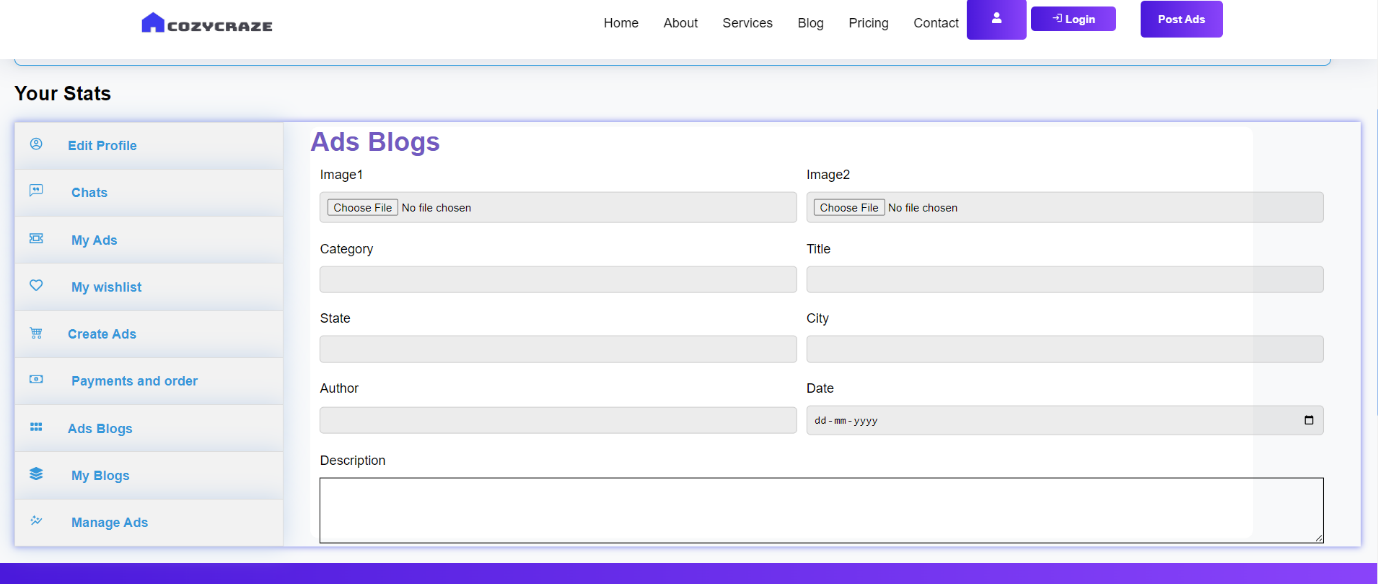 COZYCRAZE Home About Services Blog Pricing Contact Login Post Ads
Your Stats
Edit Profile
Chats
My Ads
My wishlist
Create Ads
Payments and order
Ads Blogs
My Blogs
Manage Ads
Ads Blogs
Image1 Image2
Choose File No file chosen Choose File No file chosen
Category Title
State City
Author Date
dd-mm-yyyy
Description